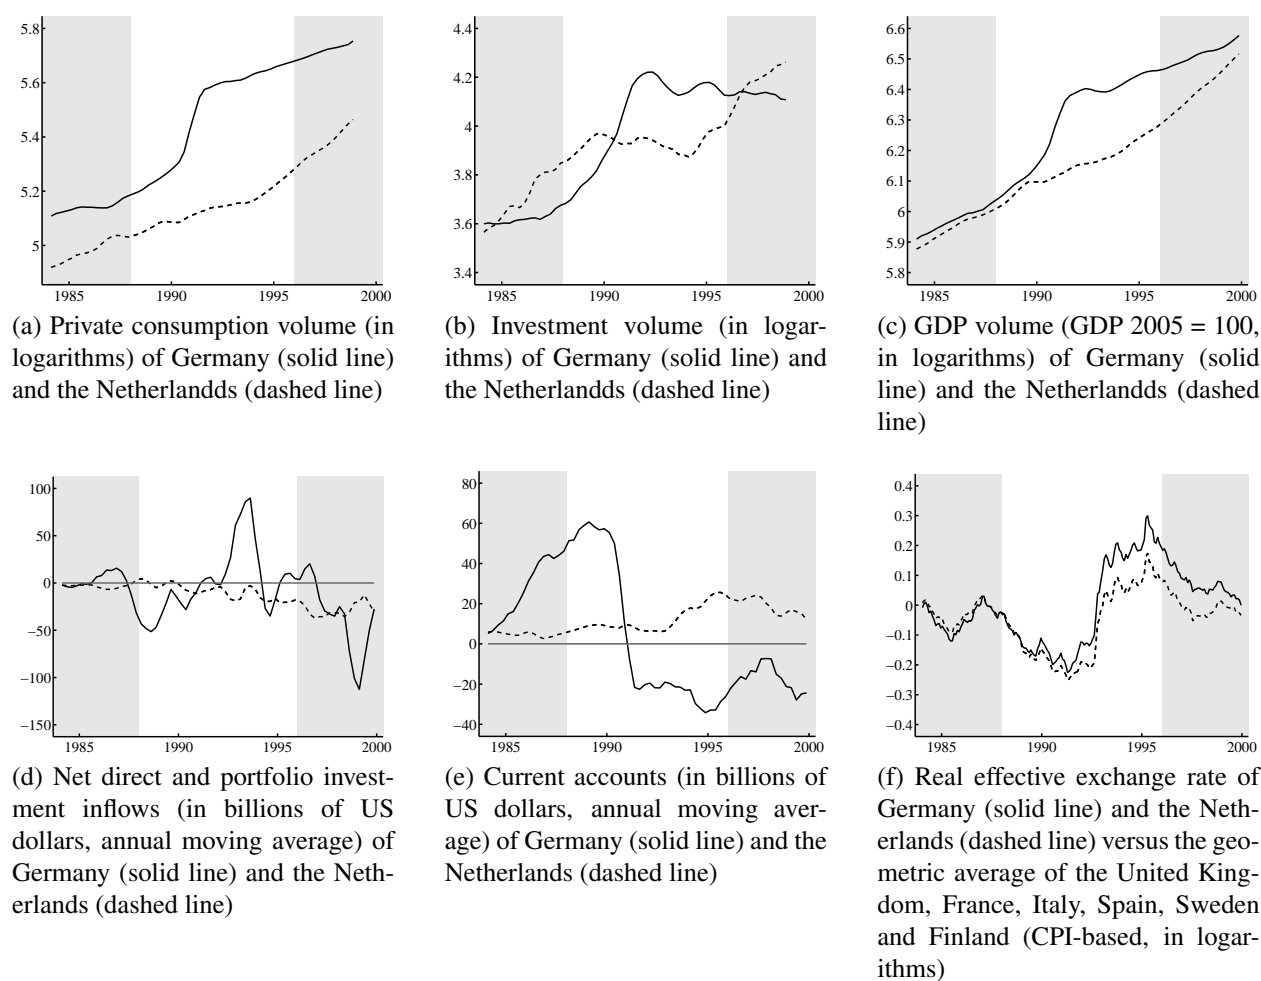 5.8
5.6
5.4
5.2
5
1985 1990 1995 2000
(a) Private consumption volume (in
logarithms) of Germany (solid line)
and the Netherlandds (dashed line)
4.4
4.2
4
3.8
3.6
3.4
1985 1990 1995 2000
(b) Investment volume (in logar-
ithms) of Germany (solid line) and
the Netherlandds (dashed line)
6.6
6.5
6.4
6.3
6.2
6.1
6
5.9
5.8
1985 1990 1995 2000
(c) GDP volume (GDP 2005 = 100,
in logarithms) of Germany (solid
line) and the Netherlandds (dashed
line)
100
50
0
−50
−100
−150
1985 1990 1995 2000
(d) Net direct and portfolio invest-
ment inflows (in billions of US
dollars, annual moving average) of
Germany (solid line) and the Neth-
erlands (dashed line)
80
60
40
20
0
−20
−40
1985 1990 1995 2000
(e) Current accounts (in billions of
US dollars, annual moving aver-
age) of Germany (solid line) and the
Netherlands (dashed line)
0.4
0.3
0.2
0.1
0
−0.1
−0.2
−0.3
−0.4
1985 1990 1995 2000
(f) Real effective exchange rate of
Germany (solid line) and the Neth-
erlands (dashed line) versus the geo-
metric average of the United King-
dom, France, Italy, Spain, Sweden
and Finland (CPI-based, in logar-
ithms)